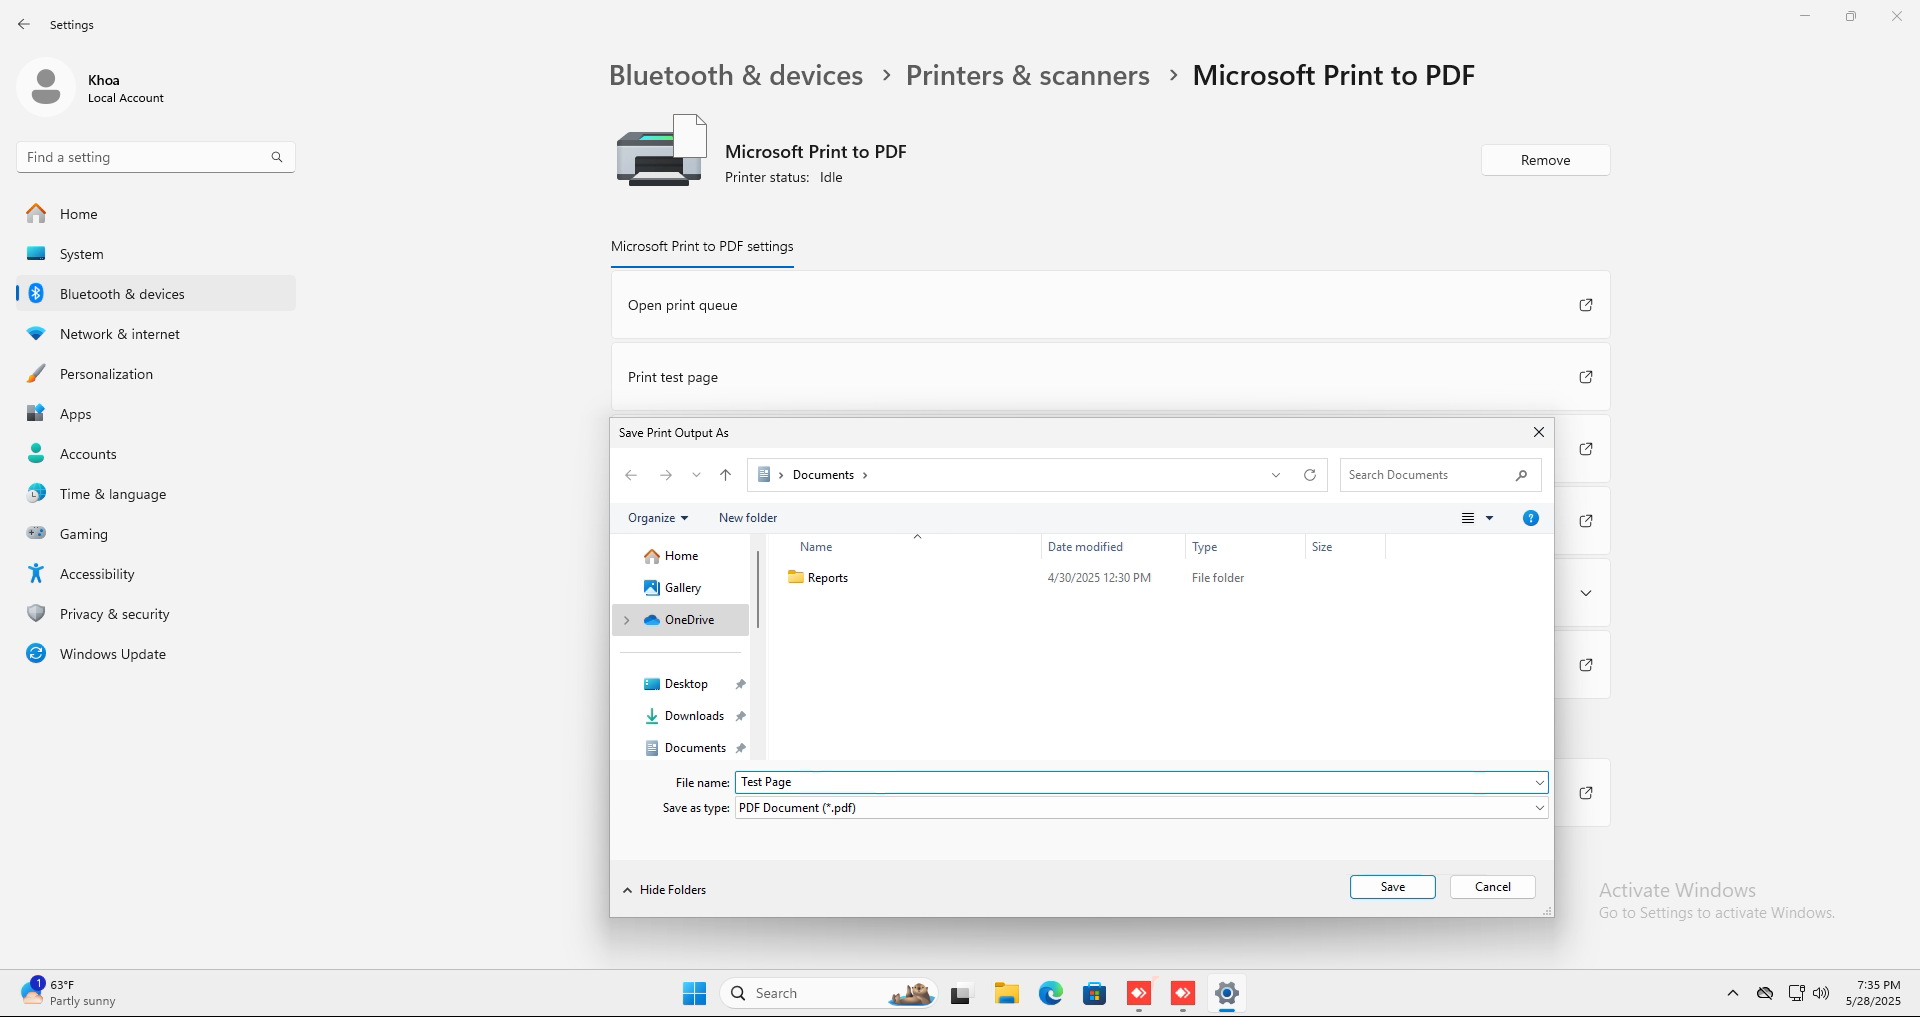 Settings
Khoa
Local Account
Find a setting
Home
System
Bluetooth & devices
Network & internet
Personalization
Apps
Accounts
Time & language
Gaming
Accessibility
Privacy & security
Windows Update
Bluetooth & devices > Printers & scanners > Microsoft Print to PDF
Microsoft Print to PDF
Printer status: Idle
Remove
Microsoft Print to PDF settings
Open print queue
Print test page
Save Print Output As
Documents
Search Documents
Organize
New folder
Home
Gallery
OneDrive
Desktop
Downloads
Documents
Name Date modified Type Size
Reports 4/30/2025 12:30 PM File folder
File name: Test Page
Save as type: PDF Document (*.pdf)
Hide Folders
Save
Cancel
Activate Windows
Go to Settings to activate Windows.
1
63°F
Partly sunny
Search
7:35 PM
5/28/2025